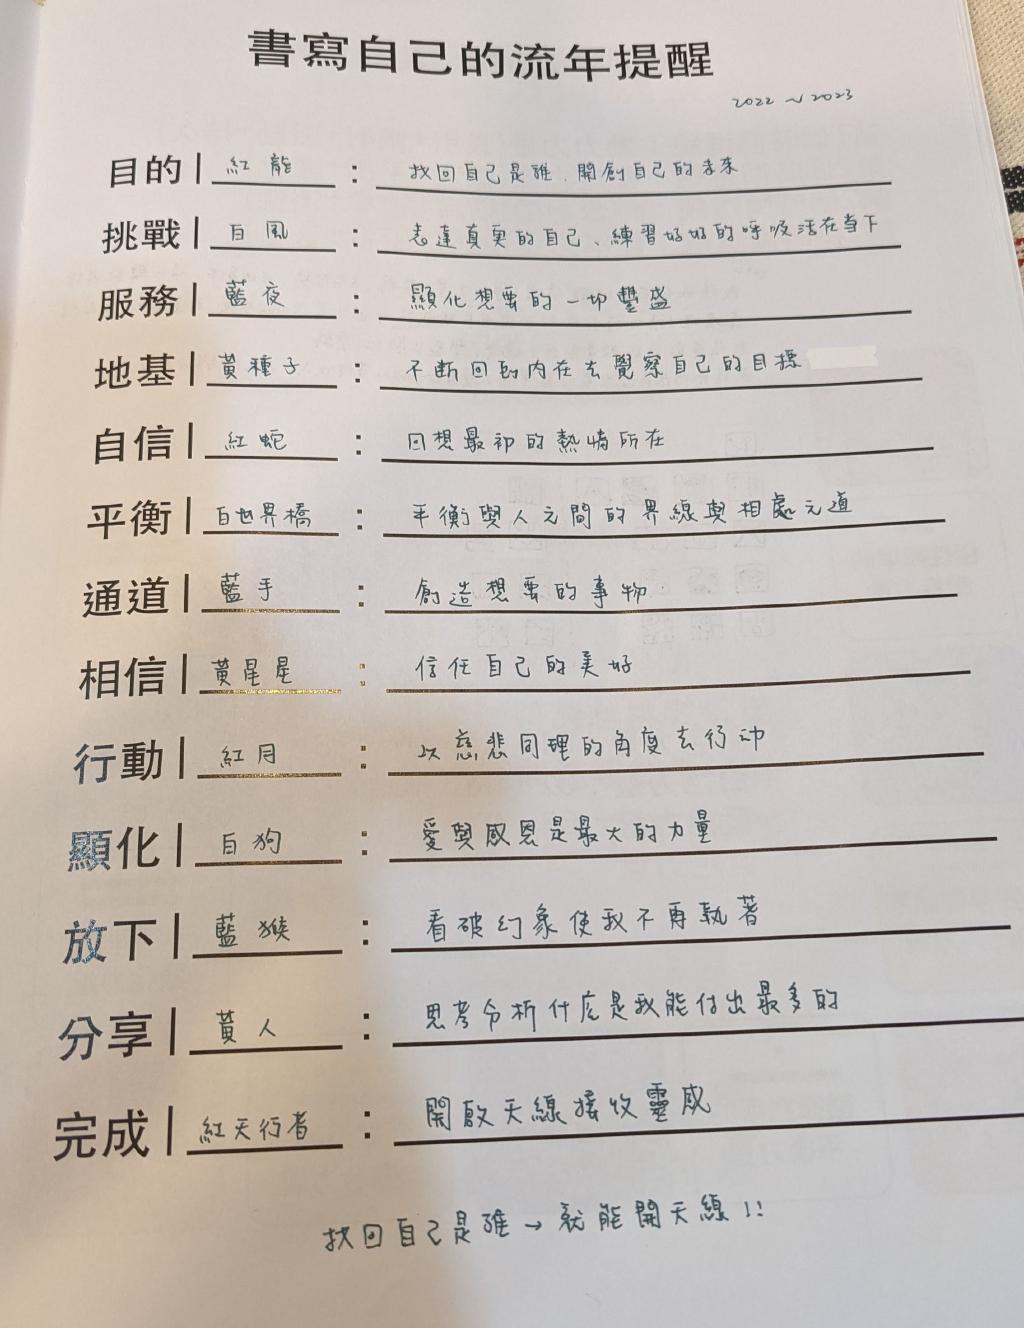 書寫自己的流年提醒
2022 ~ 2023
目的 | 紅龍 : 找回自己是誰、開創自己的未來
挑戰 | 白風 : 表達真實的自己、練習好好的呼吸活在当下
服務 | 藍夜 : 顯化想要的一切豐盛
地基 | 黃種子 : 不斷回到內在去覺察自己的目標
自信 | 紅蛇 : 回想最初的熱情所在
平衡 | 白世界橋 : 平衡與人之間的界線與相處之道
通道 | 藍手 : 創造想要的事物
相信 | 黃星星 : 信任自己的美好
行動 | 紅月 : 以慈悲同理的角度去行动
顯化 | 白狗 : 愛與感恩是最大的力量
放下 | 藍猴 : 看破幻象使我不再執著
分享 | 黃人 : 思考分析什庅是我能付出最多的
完成 | 紅天行者 : 開啟天線接收靈感
找回自己是誰→就能開天線!!